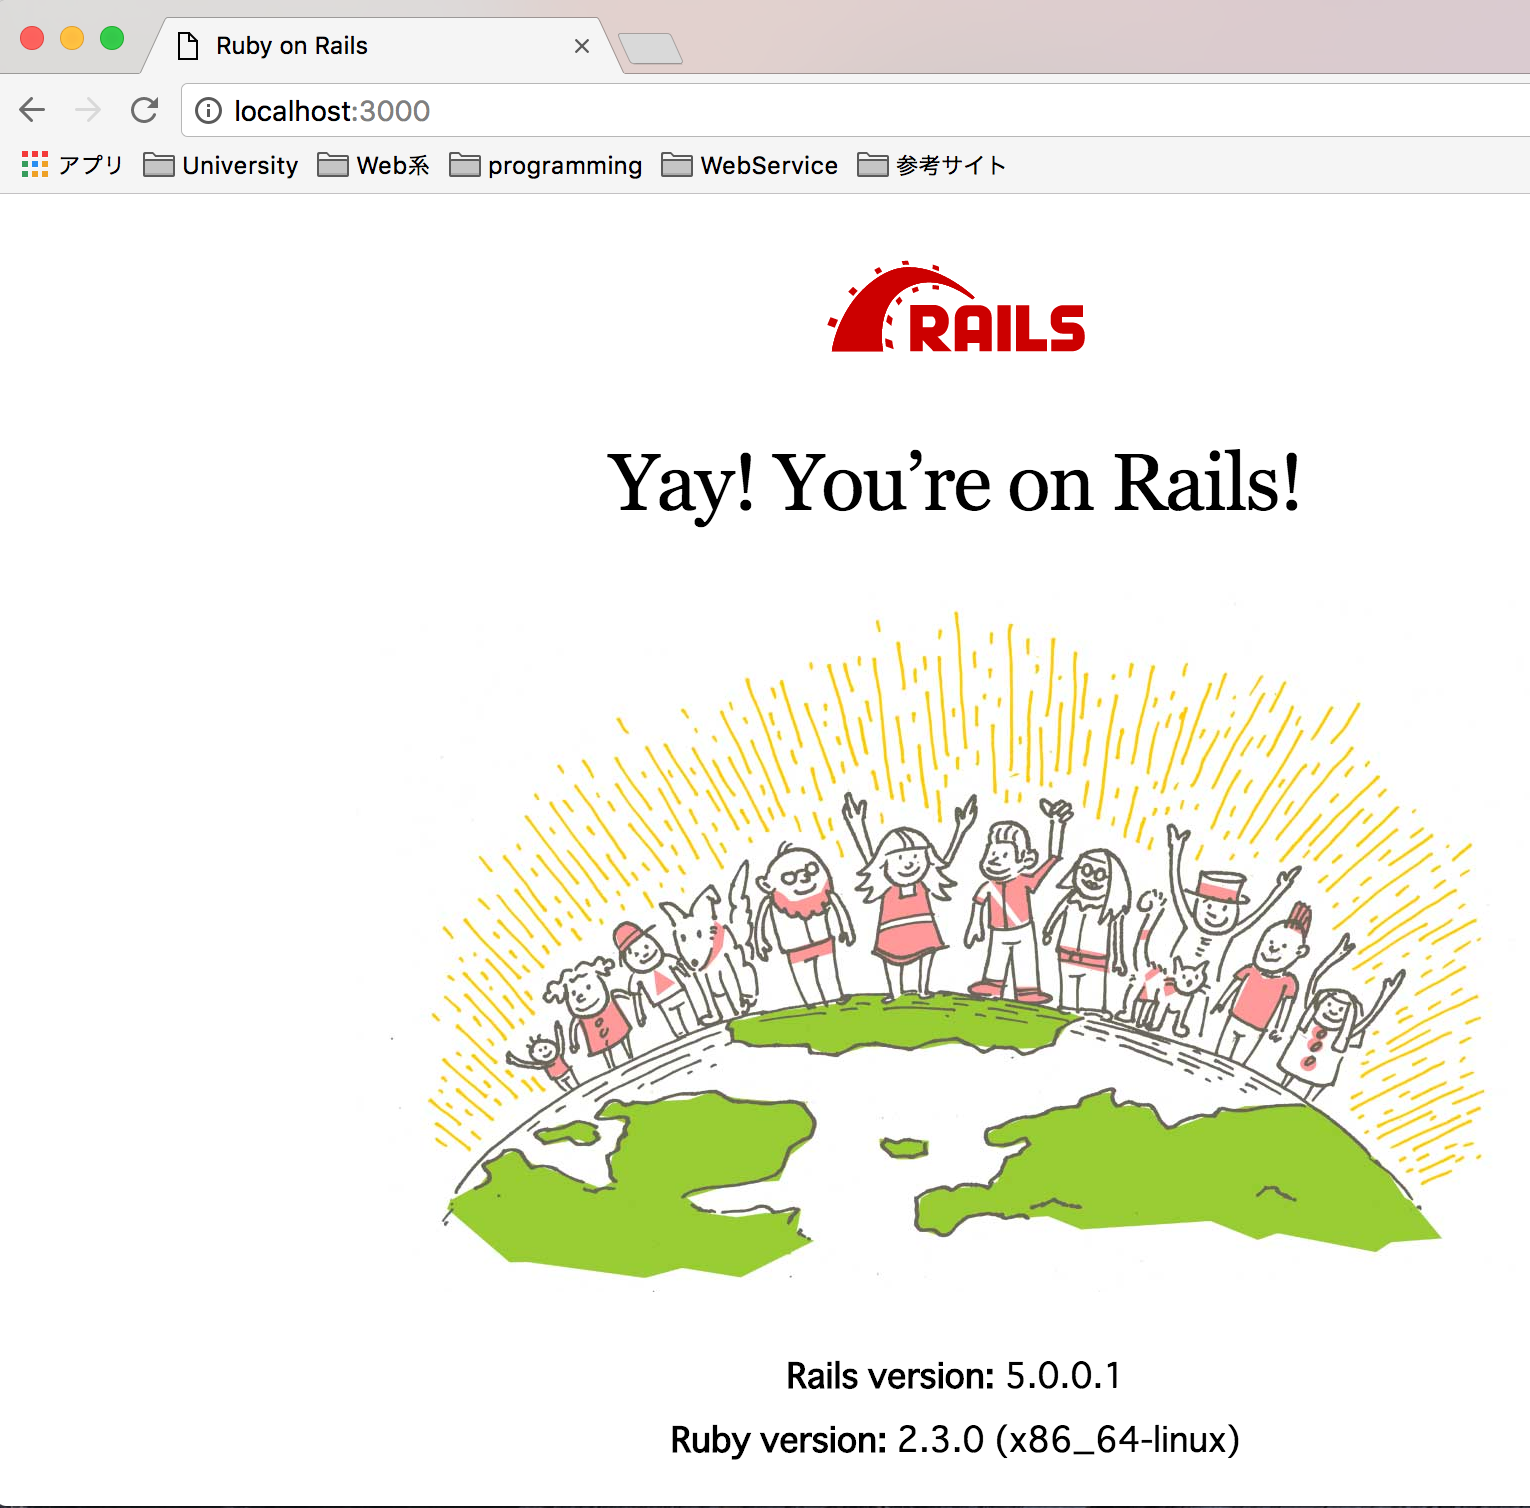 Ruby on Rails
localhost:3000
アプリ University Web系 programming WebService 参考サイト
RAILS
Yay! You’re on Rails!
Rails version: 5.0.0.1
Ruby version: 2.3.0 (x86_64-linux)